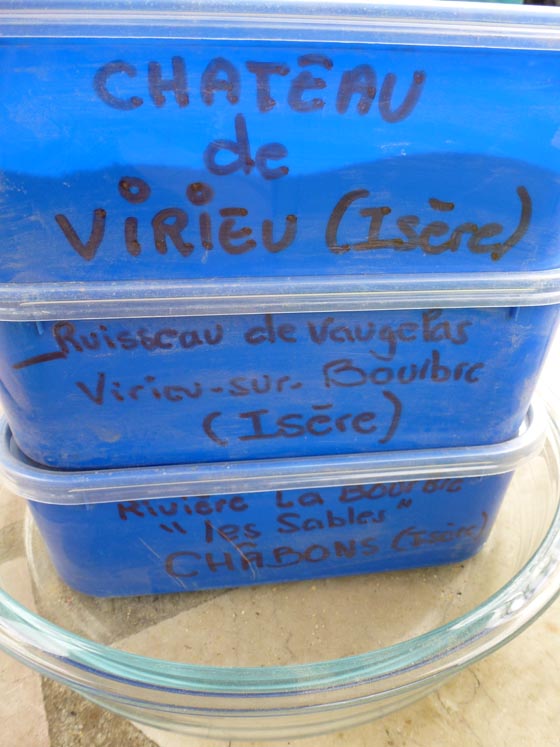 CHATEAU
de
VIRIEU (Isère)
Ruisseau de vaugelas
Virieu-sur-Bourbre
(Isère)
Rivière La Bourbre
"les Sables"
CHABONS (Isère)